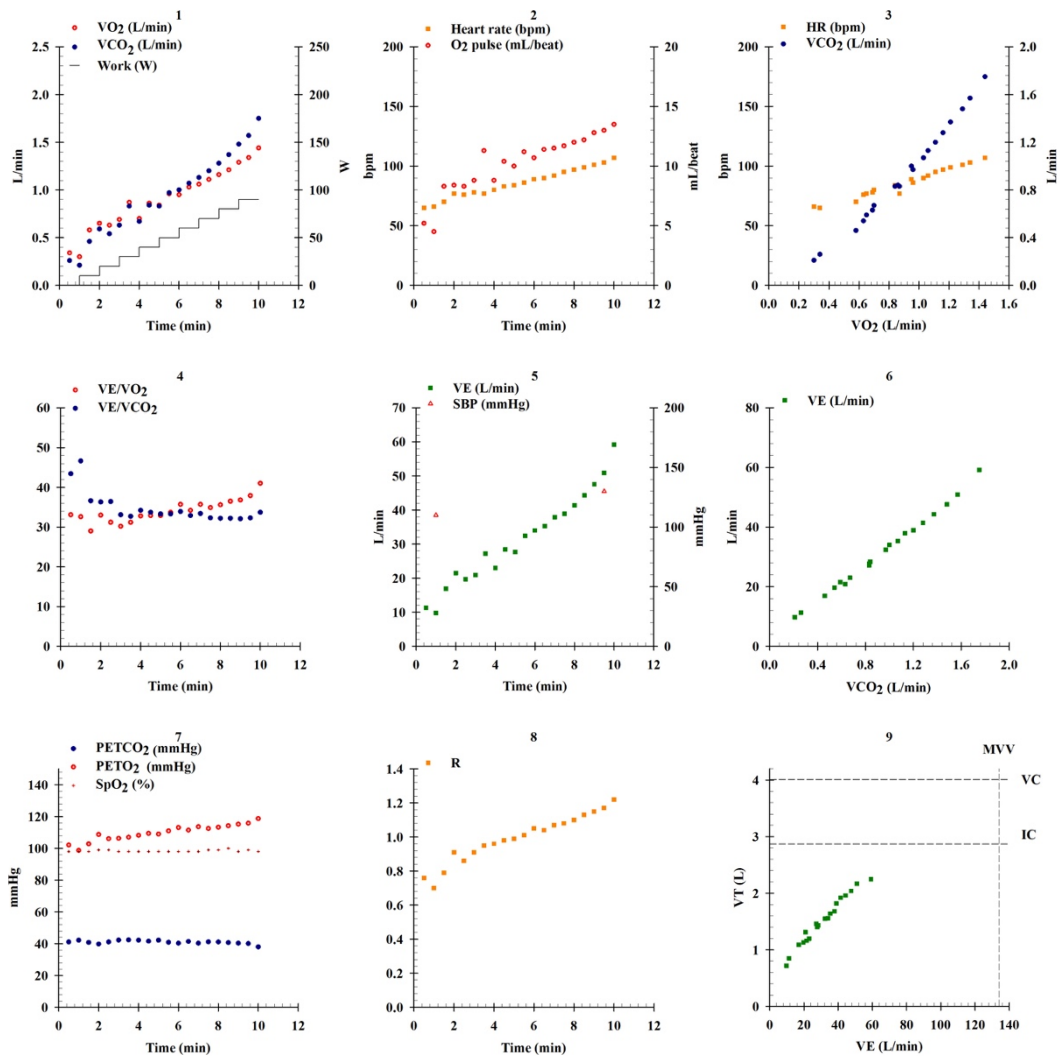 1
VO2 (L/min)
VCO2 (L/min)
Work (W)
2.5
2.0
1.5
1.0
0.5
0.0
L/min
250
200
150
100
50
0
W
0 2 4 6 8 10 12
Time (min)
2
Heart rate (bpm)
O2 pulse (mL/beat)
200
150
100
50
0
bpm
20
15
10
5
0
mL/beat
0 2 4 6 8 10 12
Time (min)
3
HR (bpm)
VCO2 (L/min)
200
150
100
50
0
bpm
2.0
1.6
1.2
0.8
0.4
0.0
L/min
0.0 0.2 0.4 0.6 0.8 1.0 1.2 1.4 1.6
VO2 (L/min)
4
VE/VO2
VE/VCO2
60
50
40
30
20
10
0
0 2 4 6 8 10 12
Time (min)
5
VE (L/min)
SBP (mmHg)
70
60
50
40
30
20
10
0
L/min
200
150
100
50
0
mmHg
0 2 4 6 8 10 12
Time (min)
6
VE (L/min)
80
60
40
20
0
L/min
0.0 0.4 0.8 1.2 1.6 2.0
VCO2 (L/min)
7
PETCO2 (mmHg)
PETO2 (mmHg)
SpO2 (%)
140
120
100
80
60
40
20
0
mmHg
0 2 4 6 8 10 12
Time (min)
8
R
1.4
1.2
1.0
0.8
0.6
0.4
0.2
0.0
0 2 4 6 8 10 12
Time (min)
9
MVV
VC
IC
4
3
2
1
0
VT (L)
0 20 40 60 80 100 120 140
VE (L/min)